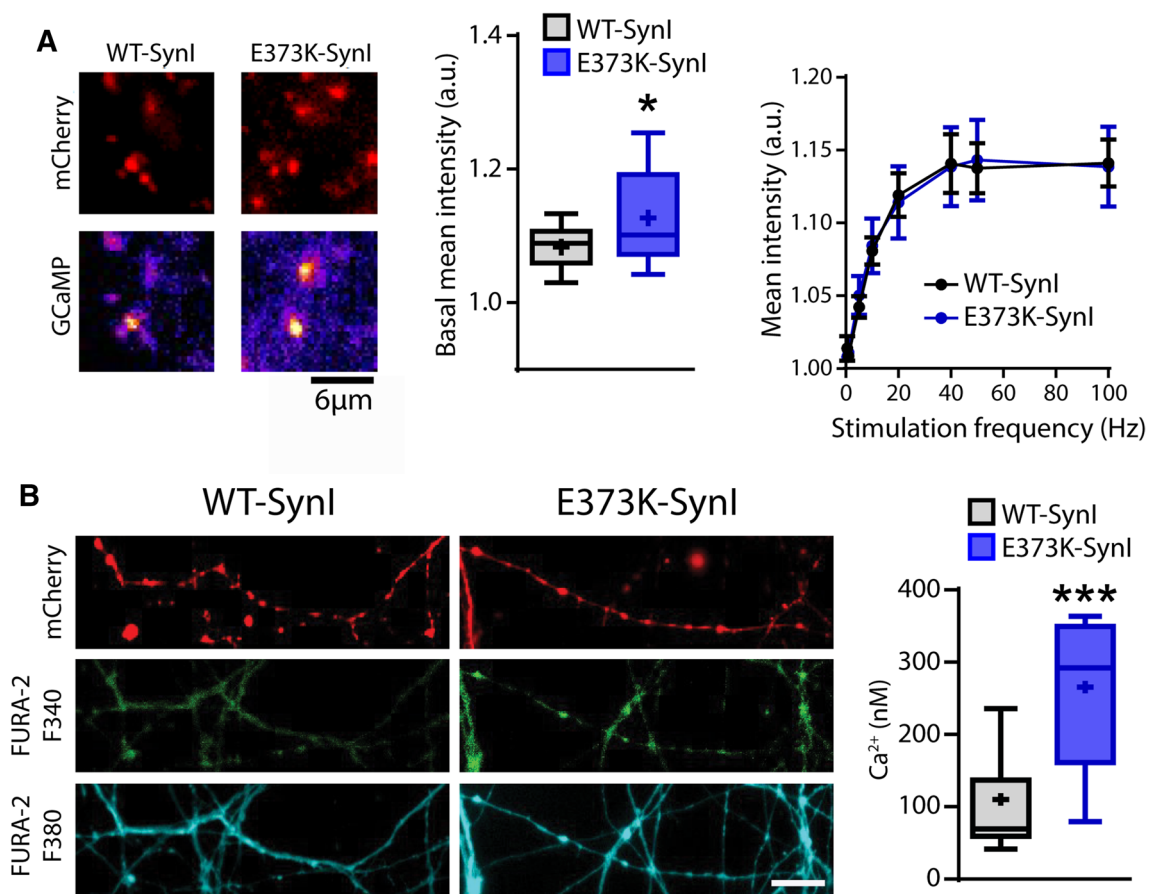 A
WT-SynI
E373K-SynI
mCherry
GCaMP
6µm
WT-SynI
E373K-SynI
Basal mean intensity (a.u.)
1.4
1.2
1.0
*
Mean intensity (a.u.)
1.20
1.15
1.10
1.05
1.00
WT-SynI
E373K-SynI
0 20 40 60 80 100
Stimulation frequency (Hz)
B
WT-SynI
E373K-SynI
mCherry
FURA-2
F340
FURA-2
F380
WT-SynI
E373K-SynI
Ca²⁺ (nM)
400
300
200
100
0
***